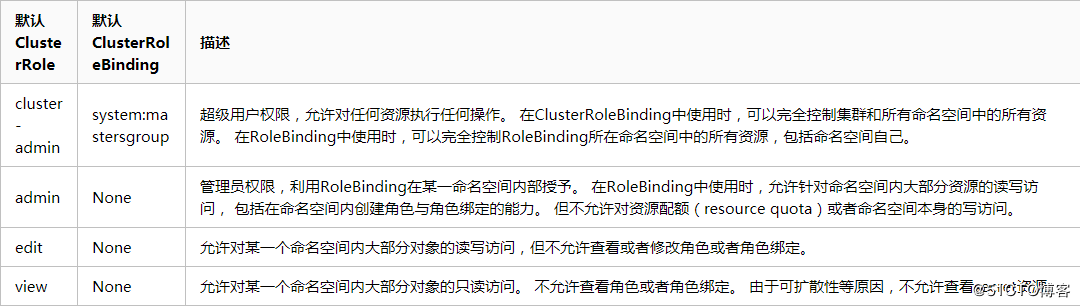 默认
Cluste
rRole
默认
ClusterRol
eBinding
描述
cluster
-
admin
system:ma
stersgroup
超级用户权限，允许对任何资源执行任何操作。 在ClusterRoleBinding中使用时，可以完全控制集群和所有命名空间中的所有资
源。 在RoleBinding中使用时，可以完全控制RoleBinding所在命名空间中的所有资源，包括命名空间自己。
admin
None
管理员权限，利用RoleBinding在某一命名空间内部授予。 在RoleBinding中使用时，允许针对命名空间内大部分资源的读写访
问， 包括在命名空间内创建角色与角色绑定的能力。 但不允许对资源配额（resource quota）或者命名空间本身的写访问。
edit
None
允许对某一个命名空间内大部分对象的读写访问，但不允许查看或者修改角色或者角色绑定。
view
None
允许对某一个命名空间内大部分对象的只读访问。 不允许查看角色或者角色绑定。 由于可扩散性等原因，不允许查看
@51CTO博客